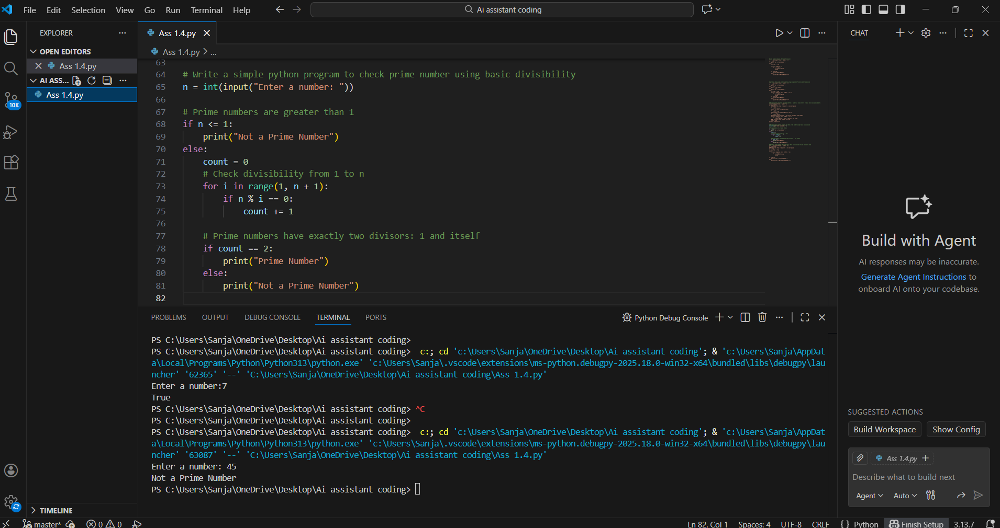 File Edit Selection View Go Run Terminal Help
Ai assistant coding
EXPLORER
OPEN EDITORS
Ass 1.4.py
AI ASS...
Ass 1.4.py
10K
TIMELINE
Ass 1.4.py
Ass 1.4.py > ...
63
64 # Write a simple python program to check prime number using basic divisibility
65 n = int(input("Enter a number: "))
66
67 # Prime numbers are greater than 1
68 if n <= 1:
69     print("Not a Prime Number")
70 else:
71     count = 0
72     # Check divisibility from 1 to n
73     for i in range(1, n + 1):
74         if n % i == 0:
75             count += 1
76
77     # Prime numbers have exactly two divisors: 1 and itself
78     if count == 2:
79         print("Prime Number")
80     else:
81         print("Not a Prime Number")
82
PROBLEMS OUTPUT DEBUG CONSOLE TERMINAL PORTS
Python Debug Console
PS C:\Users\Sanja\OneDrive\Desktop\Ai assistant coding>
PS C:\Users\Sanja\OneDrive\Desktop\Ai assistant coding>  c:; cd 'c:\Users\Sanja\OneDrive\Desktop\Ai assistant coding'; & 'c:\Users\Sanja\AppDat
a\Local\Programs\Python\Python313\python.exe' 'c:\Users\Sanja\.vscode\extensions\ms-python.debugpy-2025.18.0-win32-x64\bundled\libs\debugpy\lau
ncher' '62365' '--' 'C:\Users\Sanja\OneDrive\Desktop\Ai assistant coding\Ass 1.4.py'
Enter a number:7
True
PS C:\Users\Sanja\OneDrive\Desktop\Ai assistant coding> ^C
PS C:\Users\Sanja\OneDrive\Desktop\Ai assistant coding>
PS C:\Users\Sanja\OneDrive\Desktop\Ai assistant coding>  c:; cd 'c:\Users\Sanja\OneDrive\Desktop\Ai assistant coding'; & 'c:\Users\Sanja\AppDat
a\Local\Programs\Python\Python313\python.exe' 'c:\Users\Sanja\.vscode\extensions\ms-python.debugpy-2025.18.0-win32-x64\bundled\libs\debugpy\lau
ncher' '63087' '--' 'C:\Users\Sanja\OneDrive\Desktop\Ai assistant coding\Ass 1.4.py'
Enter a number: 45
Not a Prime Number
PS C:\Users\Sanja\OneDrive\Desktop\Ai assistant coding>
CHAT
Build with Agent
AI responses may be inaccurate.
Generate Agent Instructions to
onboard AI onto your codebase.
SUGGESTED ACTIONS
Build Workspace Show Config
Ass 1.4.py
Describe what to build next
Agent Auto
master* 0 0
Ln 82, Col 1 Spaces: 4 UTF-8 CRLF { } Python Finish Setup 3.13.7